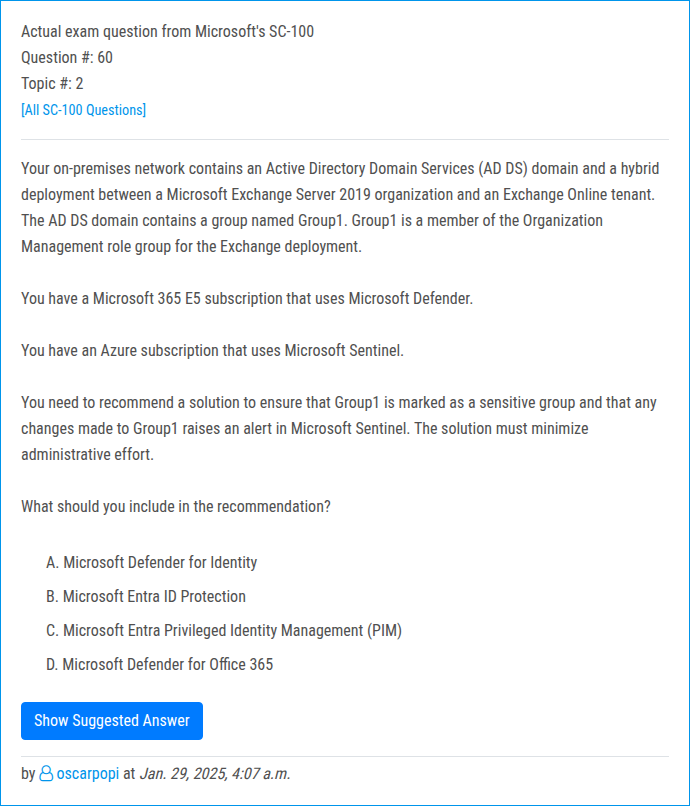 Actual exam question from Microsoft's SC-100
Question #: 60
Topic #: 2
[All SC-100 Questions]
Your on-premises network contains an Active Directory Domain Services (AD DS) domain and a hybrid
deployment between a Microsoft Exchange Server 2019 organization and an Exchange Online tenant.
The AD DS domain contains a group named Group1. Group1 is a member of the Organization
Management role group for the Exchange deployment.
You have a Microsoft 365 E5 subscription that uses Microsoft Defender.
You have an Azure subscription that uses Microsoft Sentinel.
You need to recommend a solution to ensure that Group1 is marked as a sensitive group and that any
changes made to Group1 raises an alert in Microsoft Sentinel. The solution must minimize
administrative effort.
What should you include in the recommendation?
A. Microsoft Defender for Identity
B. Microsoft Entra ID Protection
C. Microsoft Entra Privileged Identity Management (PIM)
D. Microsoft Defender for Office 365
Show Suggested Answer
by oscarpopi at Jan. 29, 2025, 4:07 a.m.